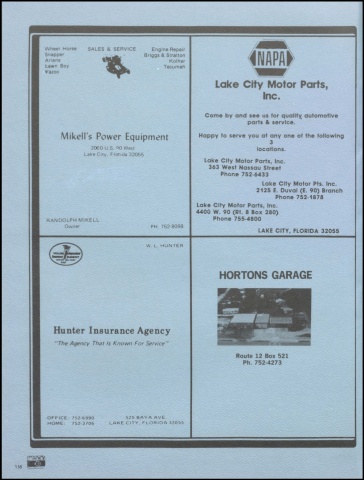 Wheel Horse
Snapper
Ariens
Lawn Boy
Yazoo
SALES & SERVICE
Engine Repair
Briggs & Stratton
Kohler
Tecumseh
Mikell's Power Equipment
Lake City, Florida 32055
RANDOLPH MIKELL
Owner
NAPA
Lake City Motor Parts,
Inc.
Come by and see us for quality automotive
parts & service.
Happy to serve you at any one of the following
3
locations.
Lake City Motor Parts, Inc.
363 West Nassau Street
Phone 752-6433
Lake City Motor Pts. Inc.
2125 E. Duval (E. 90) Branch
Phone 752-1878
Lake City Motor Parts, Inc.
4400 W. 90 (Rt. 8 Box 280)
Phone 755-4800
LAKE CITY, FLORIDA 32055
W. L. HUNTER
Hunter Insurance Agency
"The Agency That Is Known For Service"
OFFICE:
HOME:
LAKE CITY, FLORIDA 32055
HORTONS GARAGE
Route 12 Box 521
Ph. 752-4273